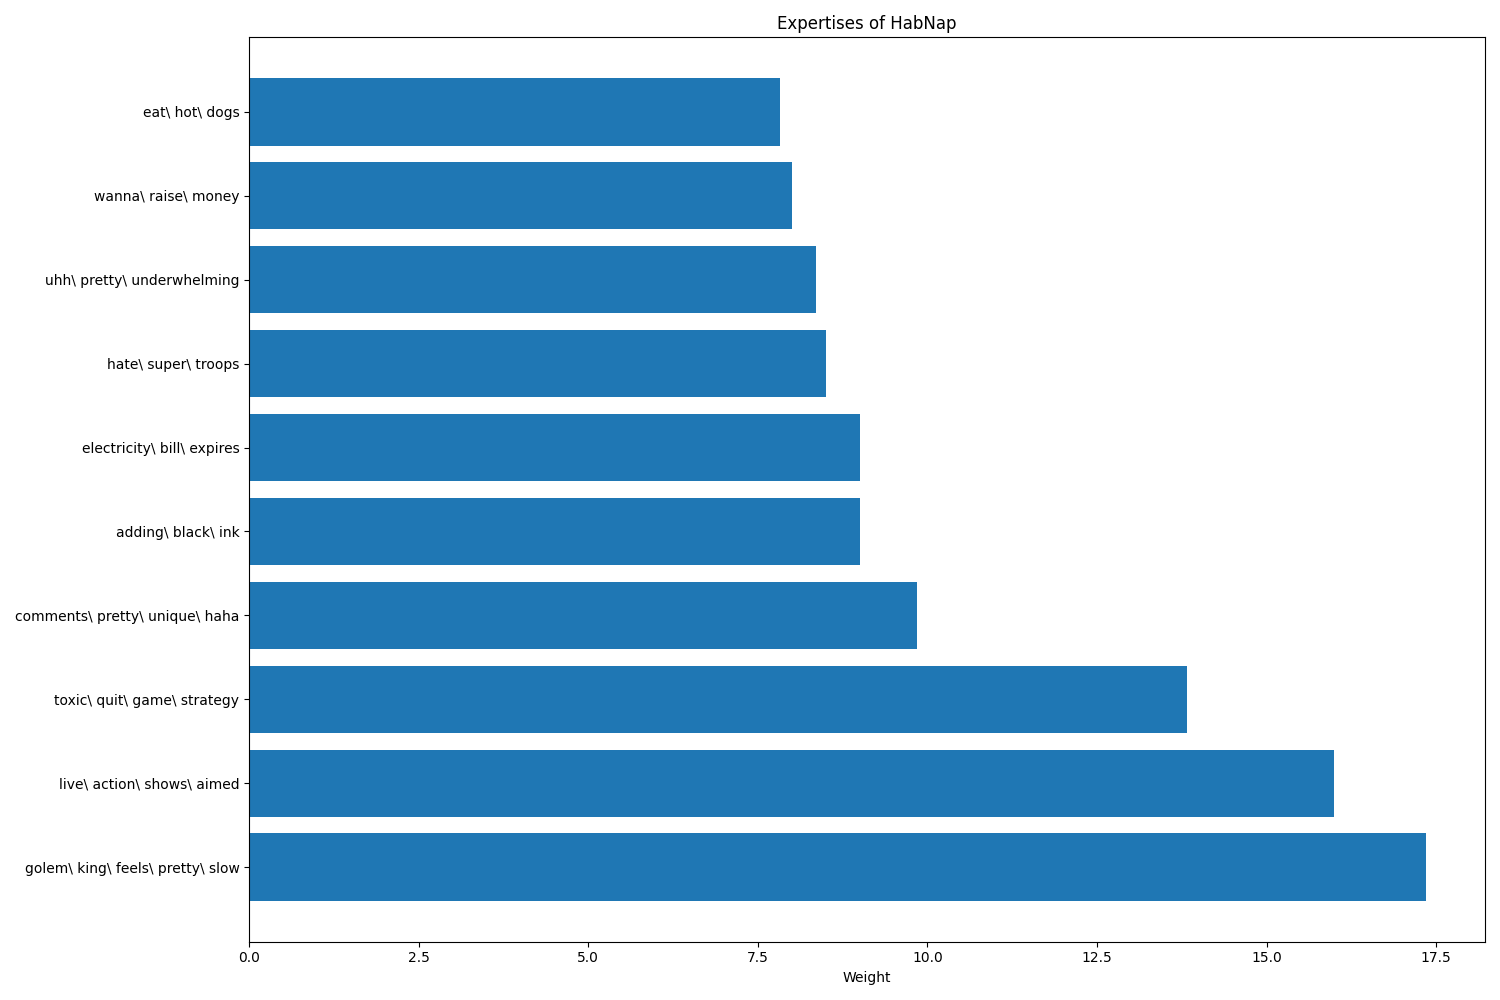 Expertises of HabNap
eat\ hot\ dogs
wanna\ raise\ money
uhh\ pretty\ underwhelming
hate\ super\ troops
electricity\ bill\ expires
adding\ black\ ink
comments\ pretty\ unique\ haha
toxic\ quit\ game\ strategy
live\ action\ shows\ aimed
golem\ king\ feels\ pretty\ slow
0.0 2.5 5.0 7.5 10.0 12.5 15.0 17.5
Weight